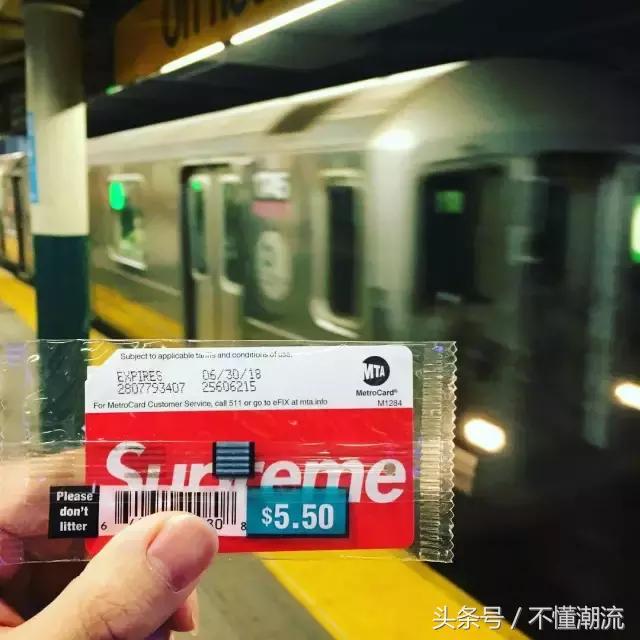 Subject to applicable tariffs and conditions of use.
EXPIRES 06/30/18
2807793407 25606215
MTA
MetroCard®
For MetroCard Customer Service, call 511 or go to eFIX at mta.info
M1284
Supreme
Please
don't
litter
$5.50
6
8
头条号 / 不懂潮流